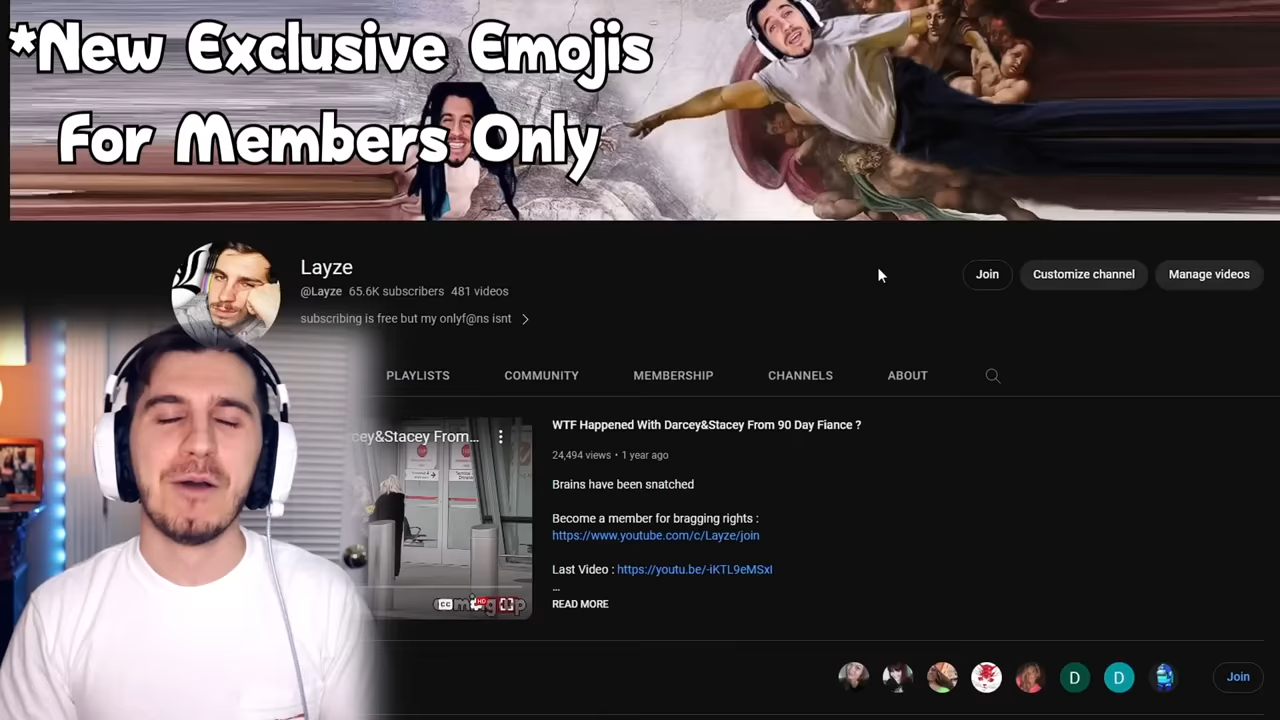 *New Exclusive Emojis
For Members Only
Layze
@Layze 65.6K subscribers 481 videos
subscribing is free but my onlyf@ns isnt
Join
Customize channel
Manage videos
PLAYLISTS
COMMUNITY
MEMBERSHIP
CHANNELS
ABOUT
cey&Stacey From...
WTF Happened With Darcey&Stacey From 90 Day Fiance ?
24,494 views • 1 year ago
Brains have been snatched
Become a member for bragging rights :
https://www.youtube.com/c/Layze/join
Last Video : https://youtu.be/-iKTL9eMSxI
...
READ MORE
CC
HD
D
D
Join